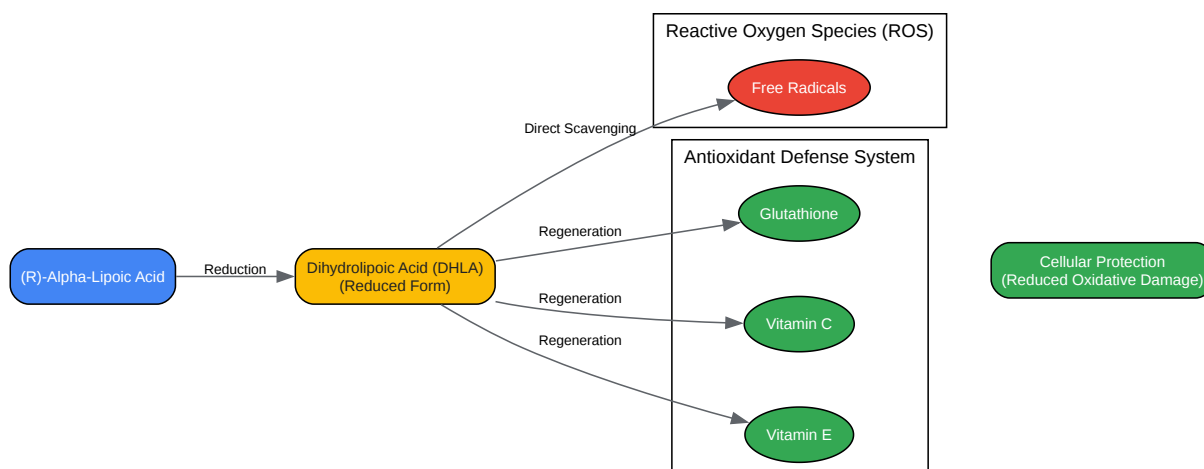 Reactive Oxygen Species (ROS)
Free Radicals
Direct Scavenging
Antioxidant Defense System
Glutathione
Regeneration
(R)-Alpha-Lipoic Acid
Reduction
Dihydrolipoic Acid (DHLA)
(Reduced Form)
Cellular Protection
(Reduced Oxidative Damage)
Regeneration
Vitamin C
Regeneration
Vitamin E